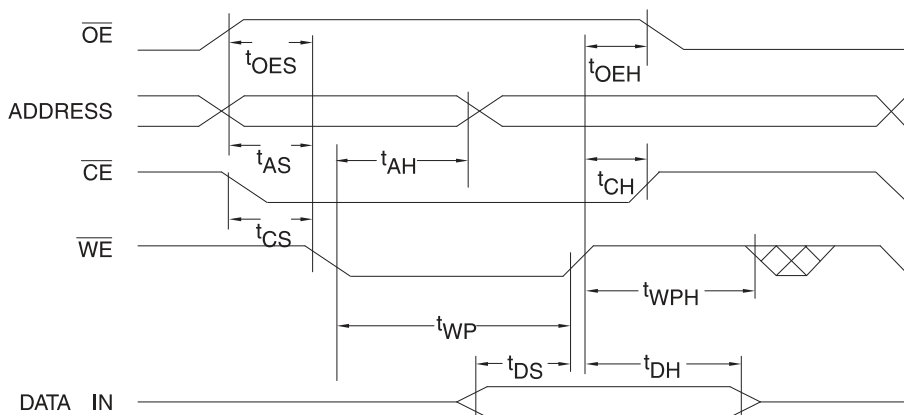 OE
tOES
tOEH
ADDRESS
tAS
tAH
CE
tCH
tCS
WE
tWPH
tWP
tDS
tDH
DATA IN